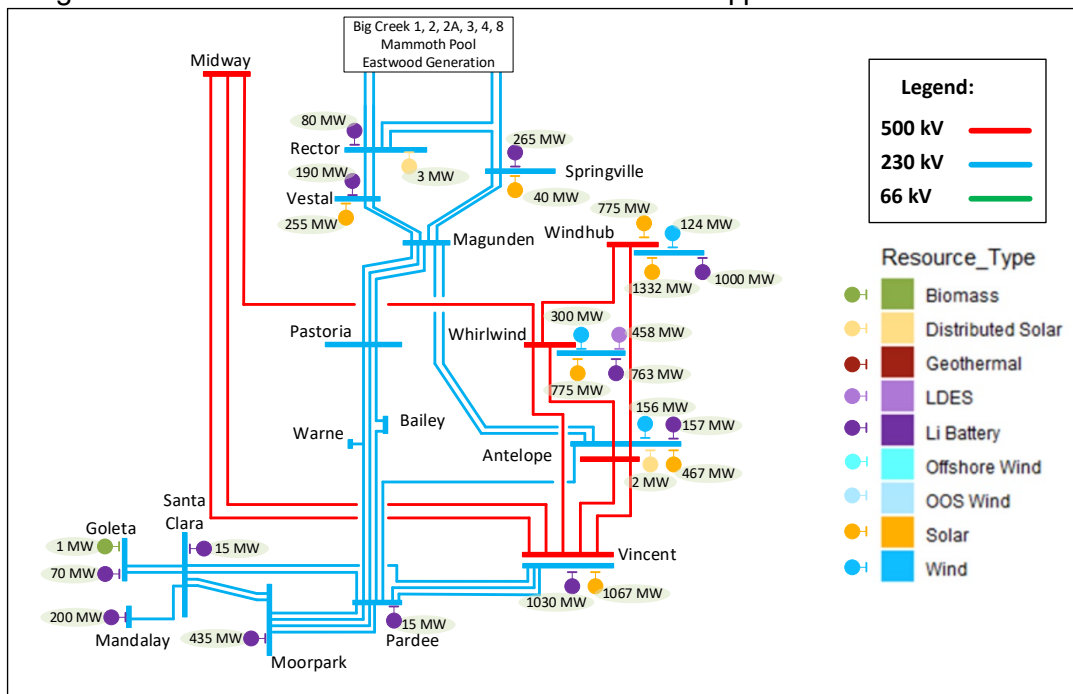 Big Creek 1, 2, 2A, 3, 4, 8
Mammoth Pool
Eastwood Generation
Midway
Legend:
500 kV
230 kV
66 kV
80 MW
Rector
3 MW
265 MW
Springville
40 MW
190 MW
Vestal
255 MW
Magunden
775 MW
124 MW
Windhub
1332 MW
1000 MW
Resource_Type
Biomass
Distributed Solar
Geothermal
LDES
Li Battery
Offshore Wind
OOS Wind
Solar
Wind
Pastoria
300 MW
458 MW
Whirlwind
763 MW
775 MW
Bailey
Warne
156 MW
157 MW
Antelope
2 MW
467 MW
Santa
Clara
Goleta
1 MW
15 MW
70 MW
Vincent
1030 MW
1067 MW
200 MW
Mandalay
435 MW
Moorpark
15 MW
Pardee